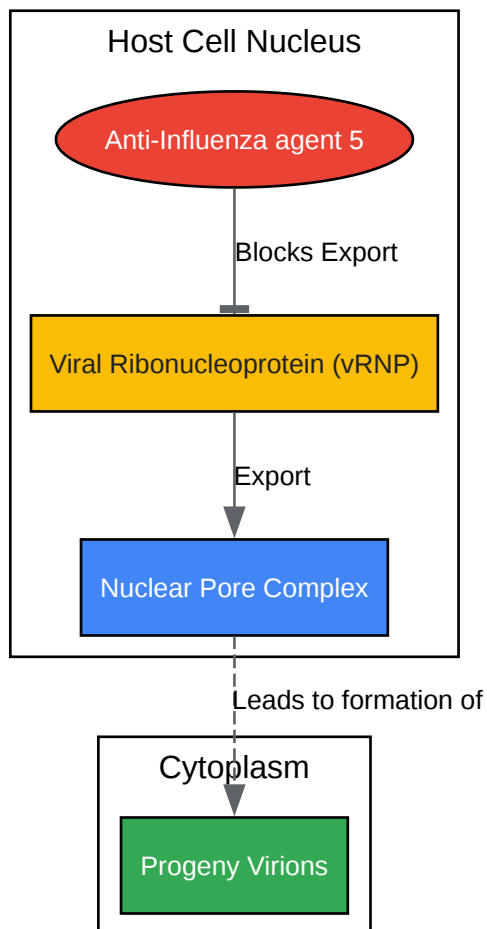 Host Cell Nucleus
Anti-Influenza agent 5
Blocks Export
Viral Ribonucleoprotein (vRNP)
Export
Nuclear Pore Complex
Leads to formation of
Cytoplasm
Progeny Virions